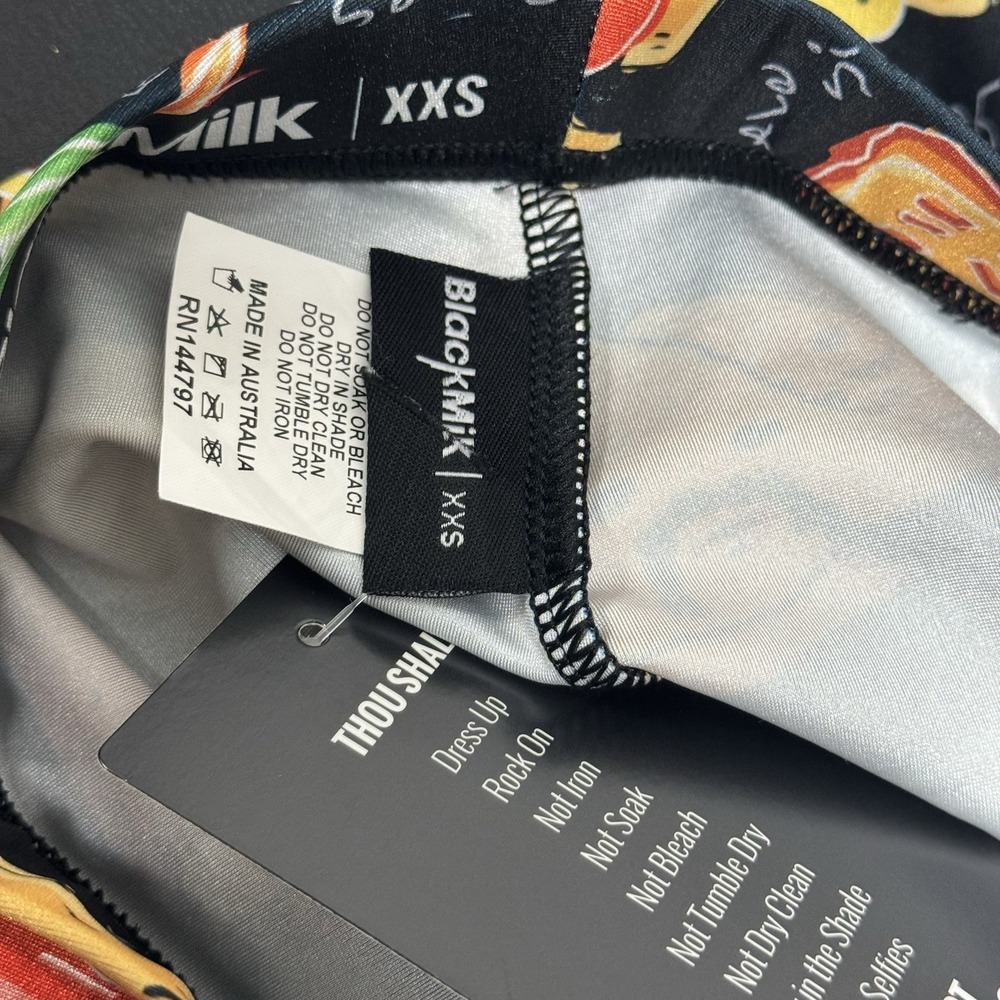 Milk | XXS
BlackMilk | XXS
DO NOT SOAK OR BLEACH
DRY IN SHADE
DO NOT DRY CLEAN
DO NOT TUMBLE DRY
DO NOT IRON
MADE IN AUSTRALIA
RN144797
THOU SHAL
Dress Up
Rock On
Not Iron
Not Soak
Not Bleach
Not Tumble Dry
Not Dry Clean
in the Shade
Selfies